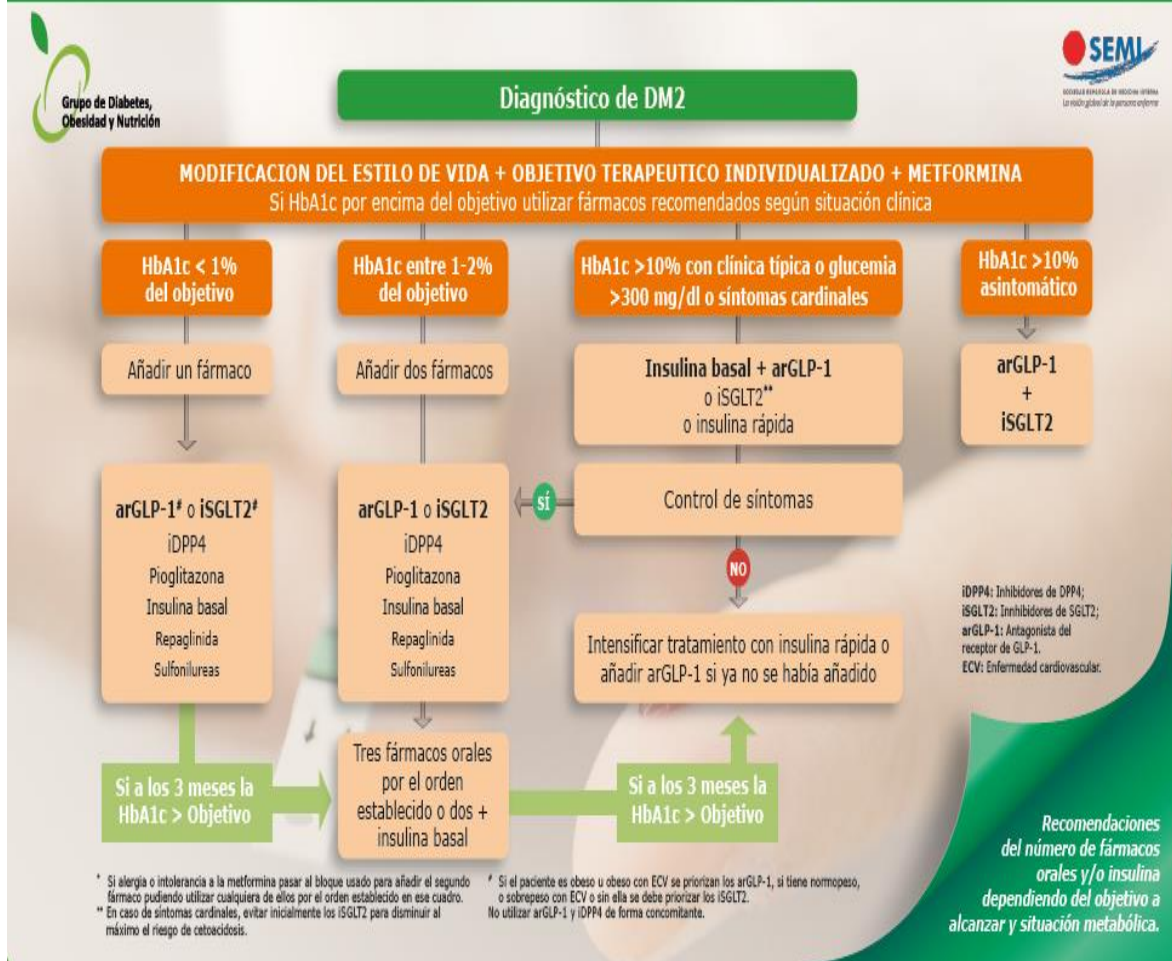 Grupo de Diabetes,
Obesidad y Nutrición
SEMI
SOCIEDAD ESPAÑOLA DE MEDICINA INTERNA
La visión global de la persona enferma
Diagnóstico de DM2
MODIFICACION DEL ESTILO DE VIDA + OBJETIVO TERAPEUTICO INDIVIDUALIZADO + METFORMINA
Si HbA1c por encima del objetivo utilizar fármacos recomendados según situación clínica
HbA1c < 1%
del objetivo
HbA1c entre 1-2%
del objetivo
HbA1c >10% con clínica típica o glucemia
>300 mg/dl o síntomas cardinales
HbA1c >10%
asintomático
Añadir un fármaco
Añadir dos fármacos
Insulina basal + arGLP-1
o iSGLT2**
o insulina rápida
arGLP-1
+
iSGLT2
arGLP-1# o iSGLT2#
iDPP4
Pioglitazona
Insulina basal
Repaglinida
Sulfonilureas
arGLP-1 o iSGLT2
iDPP4
Pioglitazona
Insulina basal
Repaglinida
Sulfonilureas
SÍ
Control de síntomas
NO
Intensificar tratamiento con insulina rápida o
añadir arGLP-1 si ya no se había añadido
iDPP4: Inhibidores de DPP4;
iSGLT2: Innhibidores de SGLT2;
arGLP-1: Antagonista del
receptor de GLP-1.
ECV: Enfermedad cardiovascular.
Si a los 3 meses la
HbA1c > Objetivo
Tres fármacos orales
por el orden
establecido o dos +
insulina basal
Si a los 3 meses la
HbA1c > Objetivo
* Si alergia o intolerancia a la metformina pasar al bloque usado para añadir el segundo
fármaco pudiendo utilizar cualquiera de ellos por el orden establecido en ese cuadro.
** En caso de síntomas cardinales, evitar inicialmente los iSGLT2 para disminuir al
máximo el riesgo de cetoacidosis.
# Si el paciente es obeso u obeso con ECV se priorizan los arGLP-1, si tiene normopeso,
o sobrepeso con ECV o sin ella se debe priorizar los iSGLT2.
No utilizar arGLP-1 y iDPP4 de forma concomitante.
Recomendaciones
del número de fármacos
orales y/o insulina
dependiendo del objetivo a
alcanzar y situación metabólica.